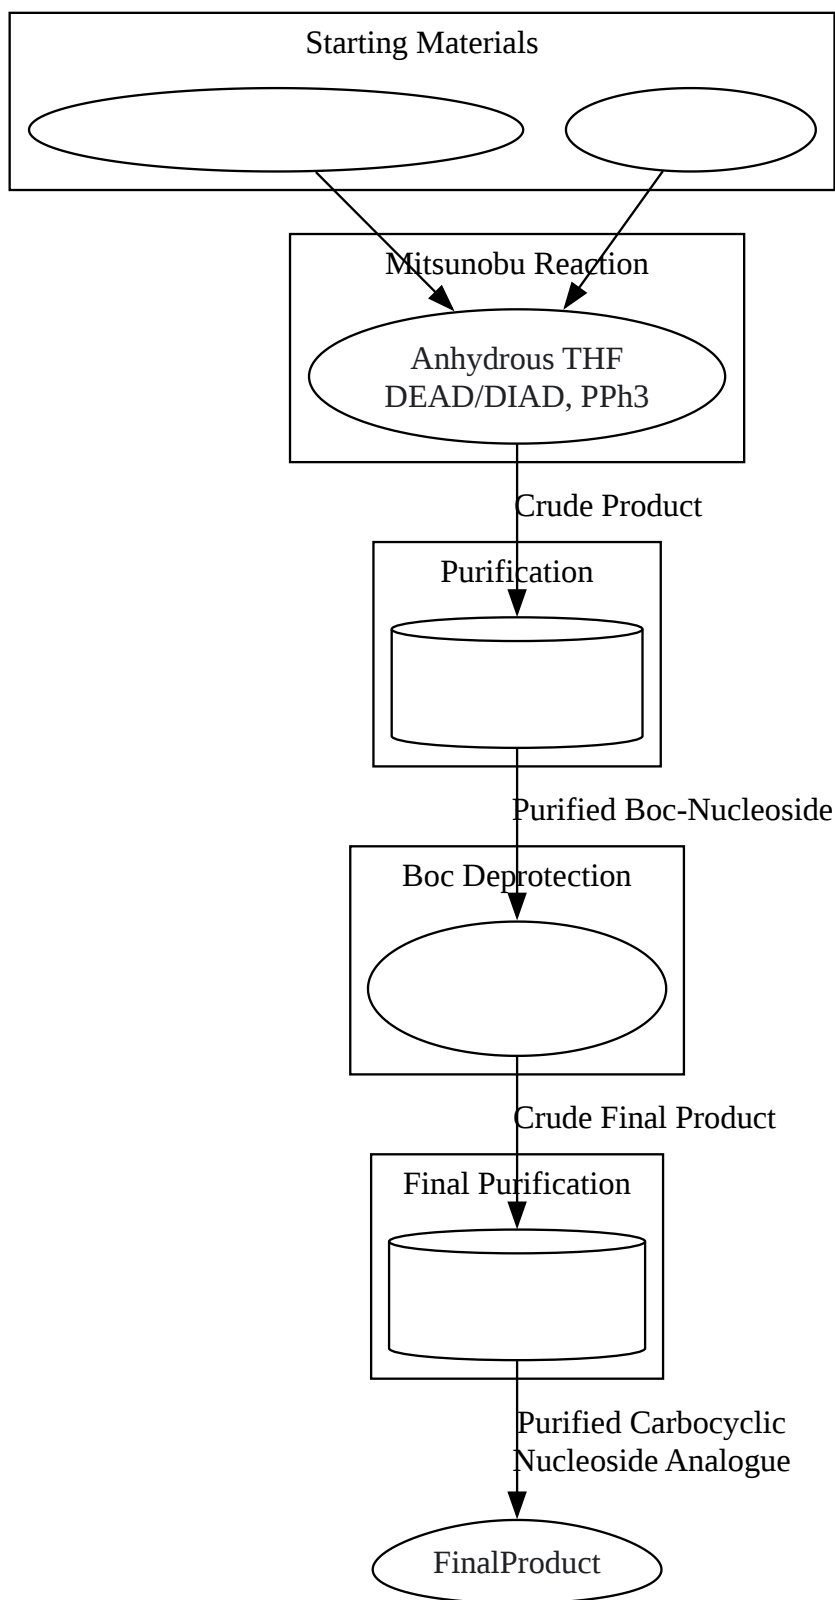 Starting Materials
Mitsunobu Reaction
Anhydrous THF
DEAD/DIAD, PPh3
Crude Product
Purification
Purified Boc-Nucleoside
Boc Deprotection
Crude Final Product
Final Purification
Purified Carbocyclic
Nucleoside Analogue
FinalProduct